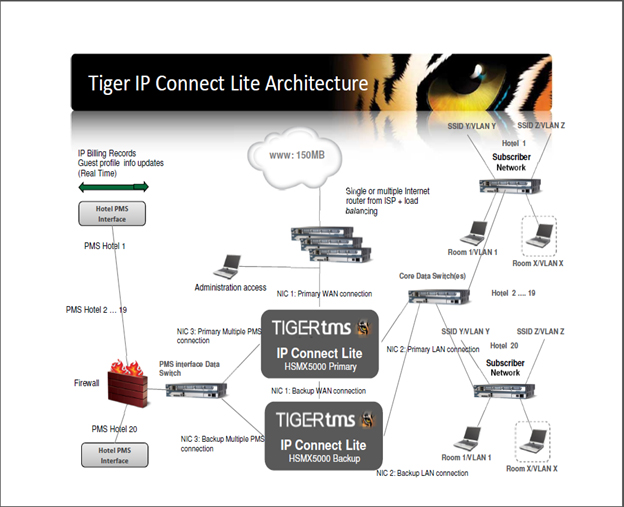 Tiger IP Connect Lite Architecture
SSID Y/VLAN Y
SSID Z/VLAN Z
Hotel 1
Subscriber
Network
www: 150MB
IP Billing Records
Guest profile info updates
(Real Time)
Single or multiple Internet
router from ISP + load
balancing
Hotel PMS
Interface
PMS Hotel 1
Room 1/VLAN 1
Room X/VLAN X
Administration access
Core Data Switch(es)
NIC 1: Primary WAN connection
Hotel 2 .... 19
PMS Hotel 2 ... 19
NIC 3: Primary Multiple PMS
connection
TIGERtms
IP Connect Lite
HSMX5000 Primary
SSID Y/VLAN Y
SSID Z/VLAN Z
Hotel 20
NIC 2: Primary LAN connection
Subscriber
Network
PMS Interface Data
Switch
Firewall
NIC 1: Backup WAN connection
TIGERtms
IP Connect Lite
HSMX5000 Backup
PMS Hotel 20
NIC 3: Backup Multiple PMS
connection
Hotel PMS
Interface
Room 1/VLAN 1
Room X/VLAN X
NIC 2: Backup LAN connection